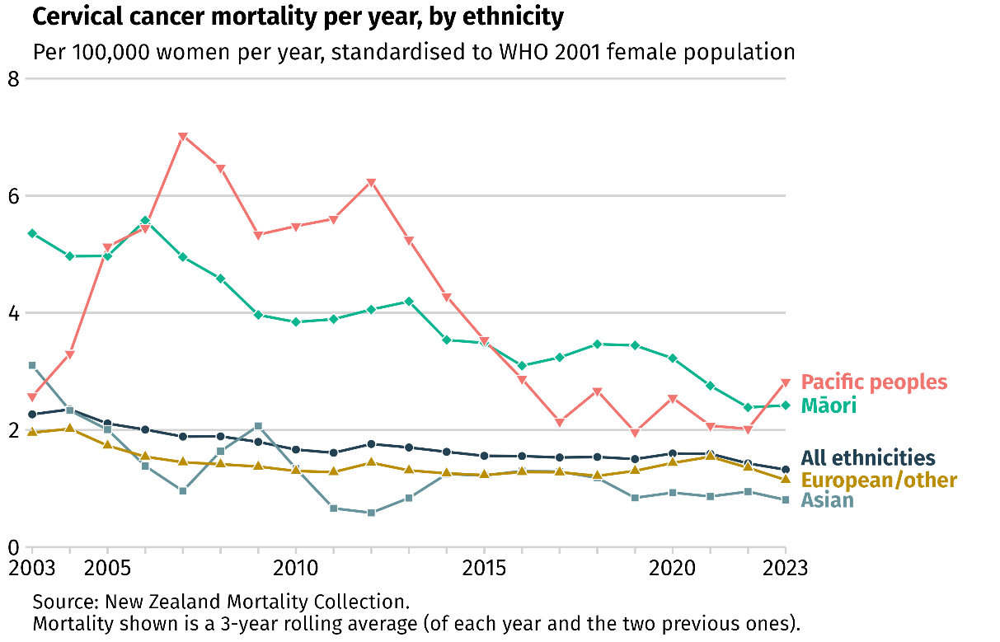 Cervical cancer mortality per year, by ethnicity
Per 100,000 women per year, standardised to WHO 2001 female population
8
6
4
2
0
Pacific peoples
Māori
All ethnicities
European/other
Asian
2003 2005 2010 2015 2020 2023
Source: New Zealand Mortality Collection.
Mortality shown is a 3-year rolling average (of each year and the two previous ones).